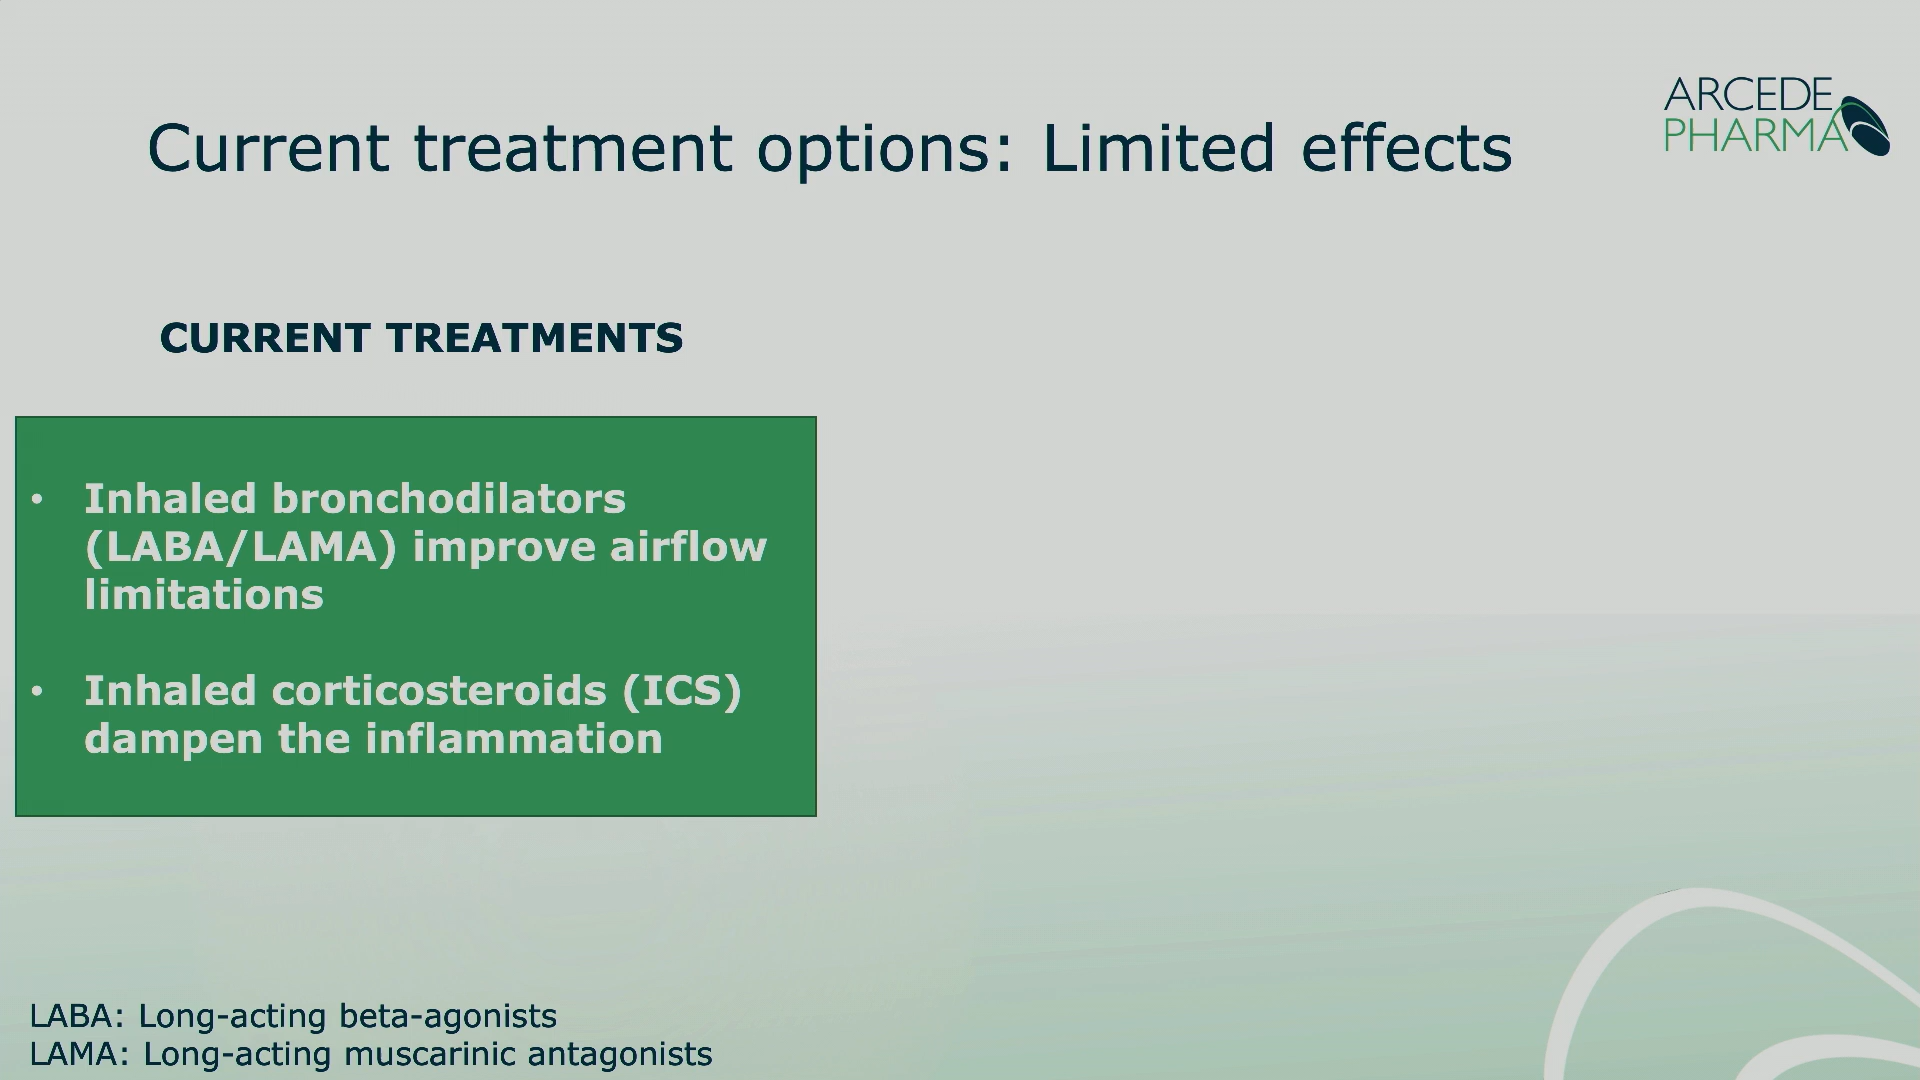 Current treatment options: Limited effects
ARCEDE
PHARMA
CURRENT TREATMENTS
• Inhaled bronchodilators
(LABA/LAMA) improve airflow
limitations
• Inhaled corticosteroids (ICS)
dampen the inflammation
LABA: Long-acting beta-agonists
LAMA: Long-acting muscarinic antagonists